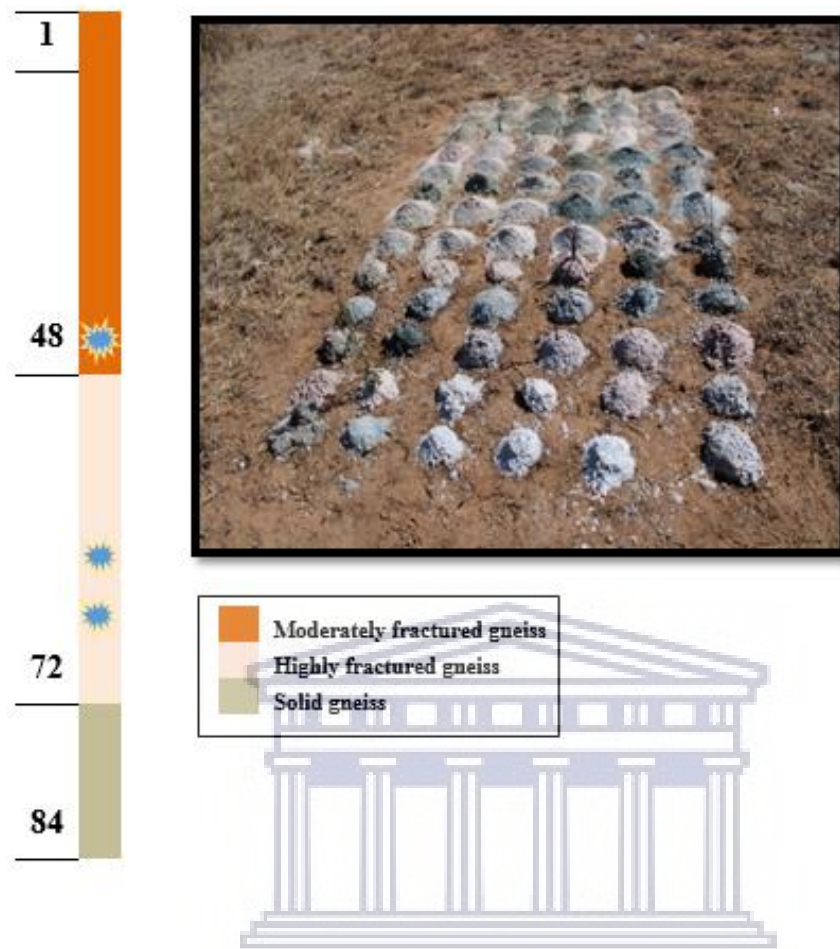 1
48
72
84
Moderately fractured gneiss
Highly fractured gneiss
Solid gneiss